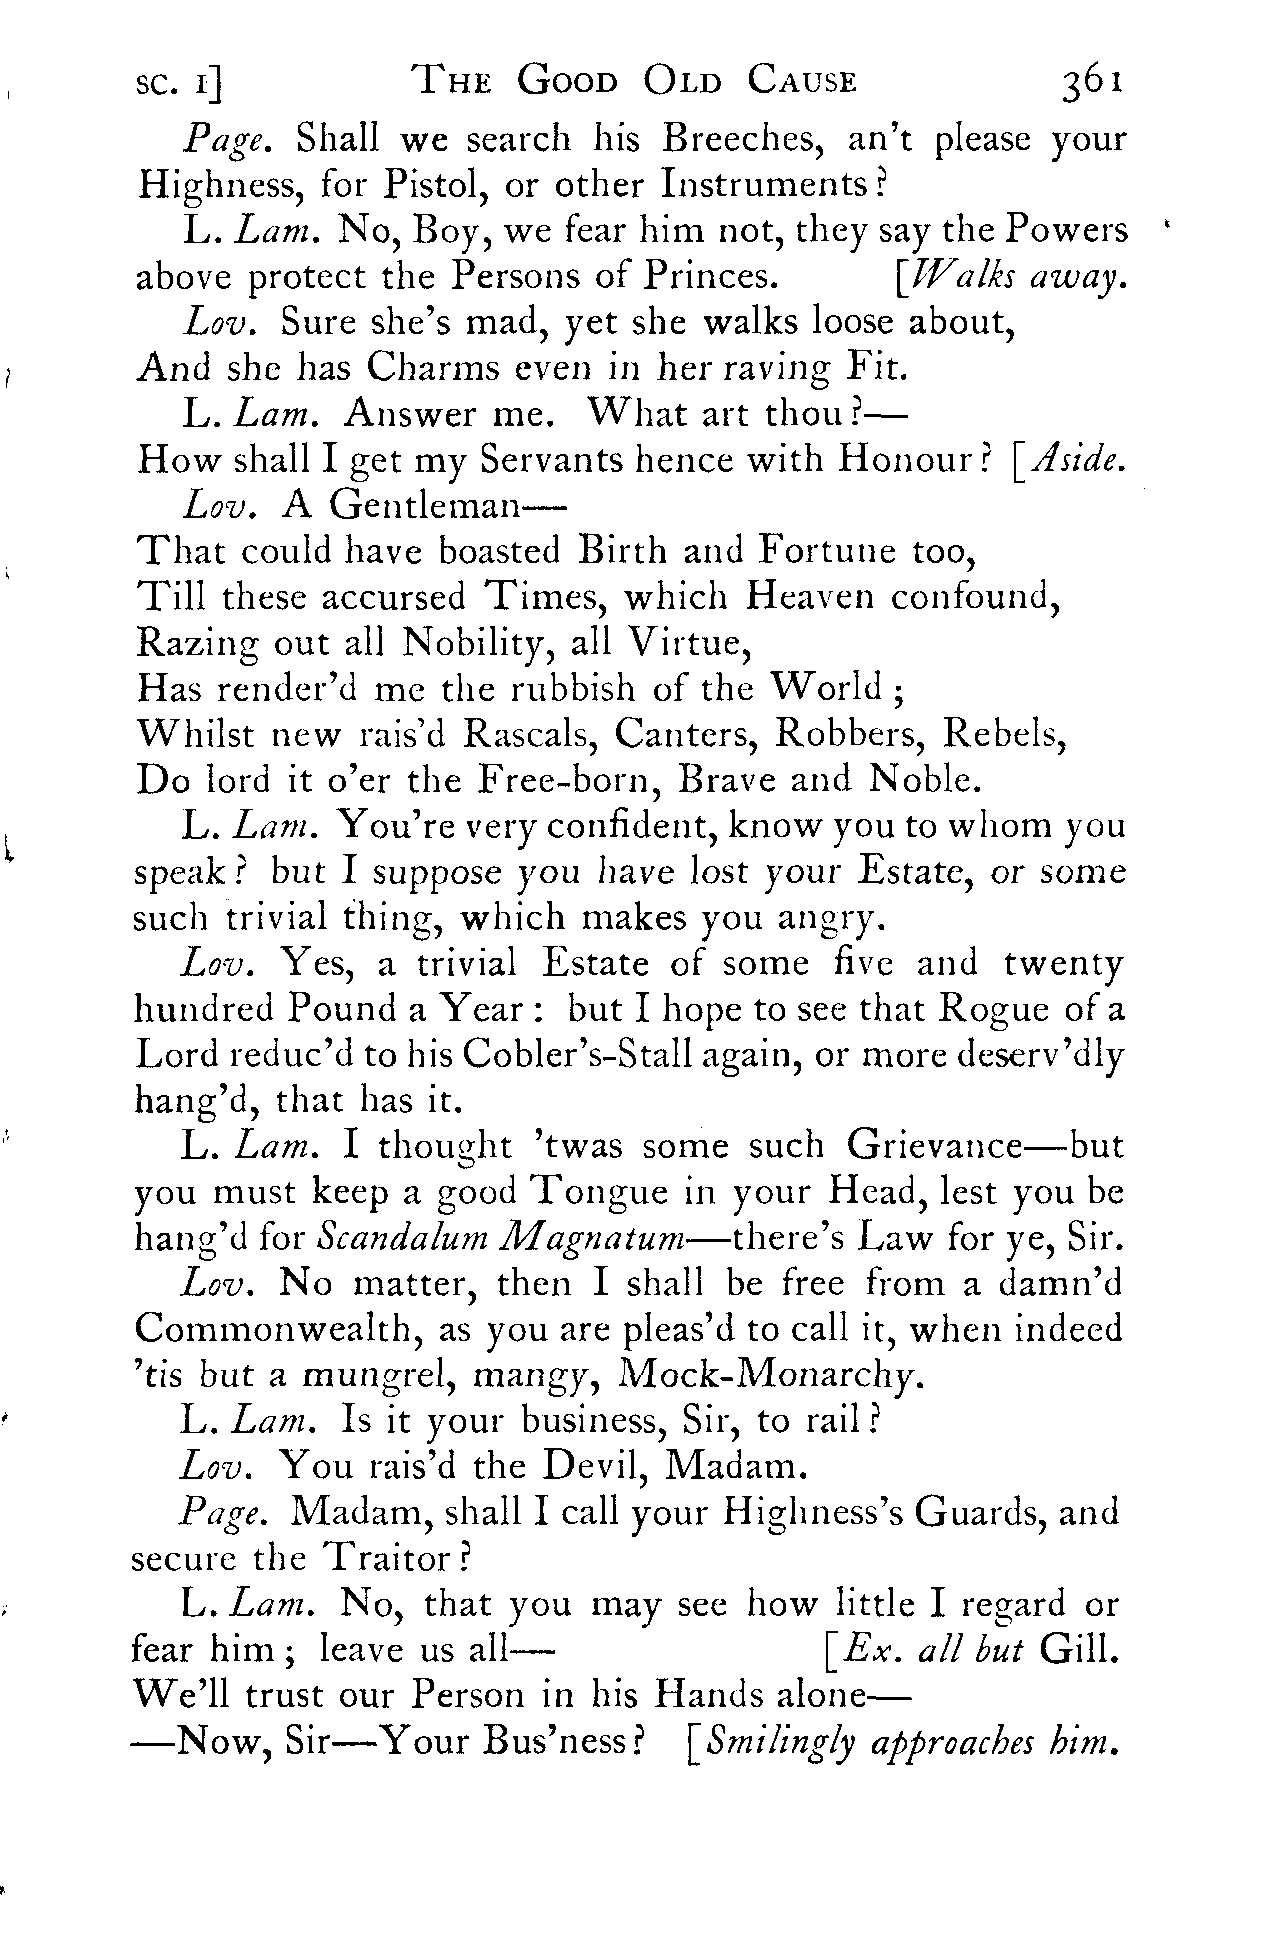 SC. I] THE GOOD OLD CAUSE 361
Page. Shall we search his Breeches, an't please your
Highness, for Pistol, or other Instruments?
L. Lam. No, Boy, we fear him not, they say the Powers
above protect the Persons of Princes. [Walks away.
Lov. Sure she's mad, yet she walks loose about,
And she has Charms even in her raving Fit.
L. Lam. Answer me. What art thou?—
How shall I get my Servants hence with Honour? [Aside.
Lov. A Gentleman—
That could have boasted Birth and Fortune too,
Till these accursed Times, which Heaven confound,
Razing out all Nobility, all Virtue,
Has render'd me the rubbish of the World;
Whilst new rais'd Rascals, Canters, Robbers, Rebels,
Do lord it o'er the Free-born, Brave and Noble.
L. Lam. You're very confident, know you to whom you
speak? but I suppose you have lost your Estate, or some
such trivial thing, which makes you angry.
Lov. Yes, a trivial Estate of some five and twenty
hundred Pound a Year: but I hope to see that Rogue of a
Lord reduc'd to his Cobler's-Stall again, or more deserv'dly
hang'd, that has it.
L. Lam. I thought 'twas some such Grievance—but
you must keep a good Tongue in your Head, lest you be
hang'd for Scandalum Magnatum—there's Law for ye, Sir.
Lov. No matter, then I shall be free from a damn'd
Commonwealth, as you are pleas'd to call it, when indeed
'tis but a mungrel, mangy, Mock-Monarchy.
L. Lam. Is it your business, Sir, to rail?
Lov. You rais'd the Devil, Madam.
Page. Madam, shall I call your Highness's Guards, and
secure the Traitor?
L. Lam. No, that you may see how little I regard or
fear him; leave us all— [Ex. all but Gill.
We'll trust our Person in his Hands alone—
—Now, Sir—Your Bus'ness? [Smilingly approaches him.